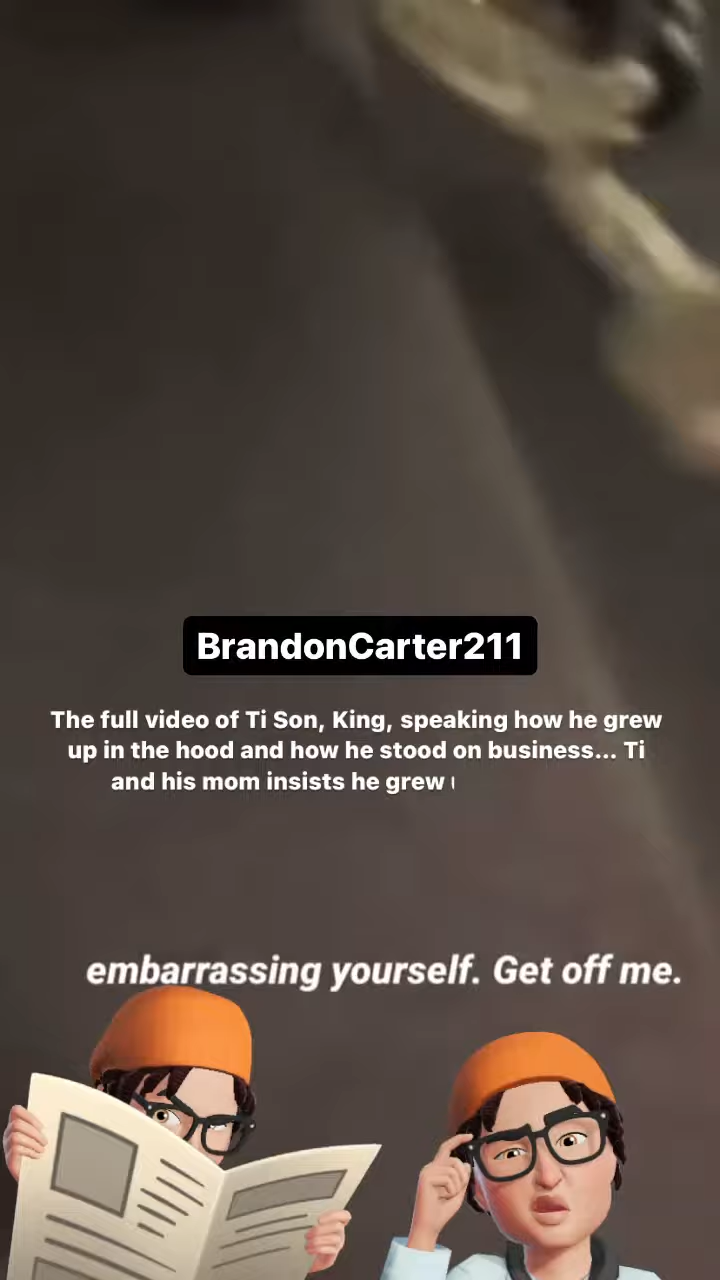 BrandonCarter211
The full video of Ti Son, King, speaking how he grew
up in the hood and how he stood on business... Ti
and his mom insists he grew
embarrassing yourself. Get off me.